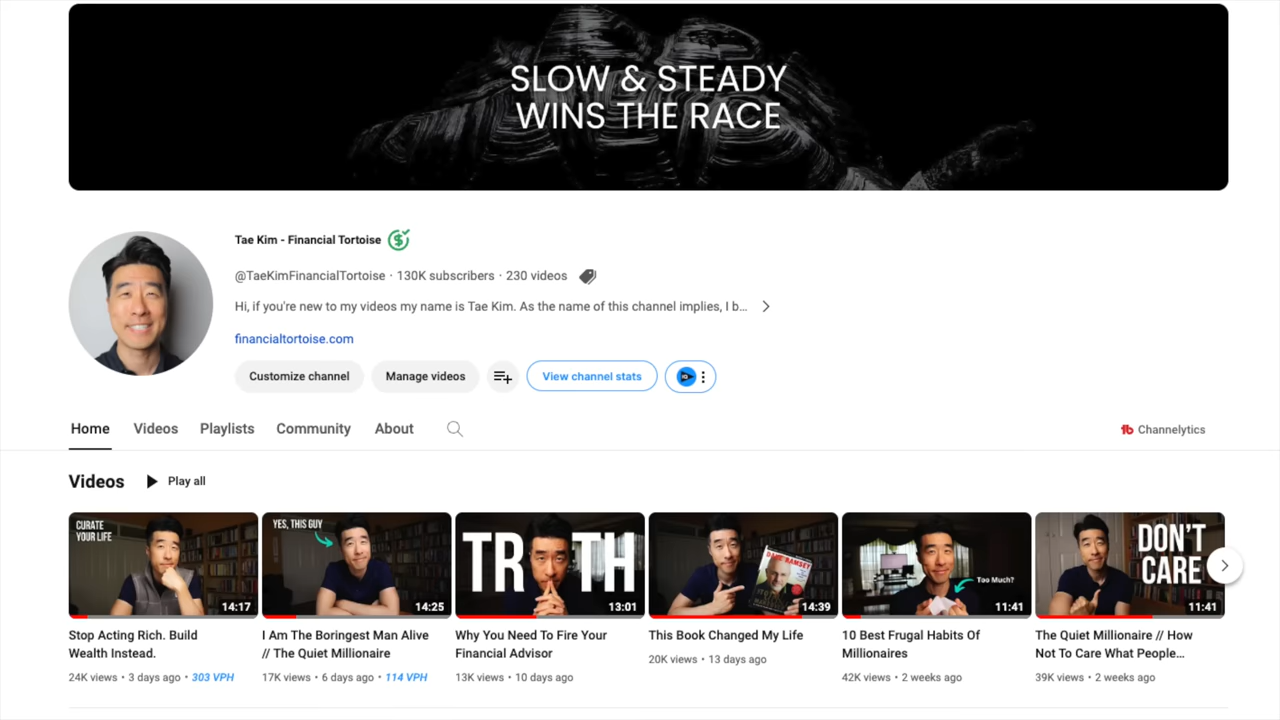 SLOW & STEADY
WINS THE RACE
Tae Kim - Financial Tortoise
@TaeKimFinancialTortoise · 130K subscribers · 230 videos
Hi, if you're new to my videos my name is Tae Kim. As the name of this channel implies, I b...
financialtortoise.com
Customize channel
Manage videos
View channel stats
Home
Videos
Playlists
Community
About
Channelytics
Videos
Play all
CURATE
YOUR LIFE
14:17
YES, THIS GUY
14:25
TR TH
13:01
DAVE RAMSEY
14:39
Too Much?
11:41
DON'T
CARE
11:41
Stop Acting Rich. Build
Wealth Instead.
24K views • 3 days ago • 303 VPH
I Am The Boringest Man Alive
// The Quiet Millionaire
17K views • 6 days ago • 114 VPH
Why You Need To Fire Your
Financial Advisor
13K views • 10 days ago
This Book Changed My Life
20K views • 13 days ago
10 Best Frugal Habits Of
Millionaires
42K views • 2 weeks ago
The Quiet Millionaire // How
Not To Care What People...
39K views • 2 weeks ago